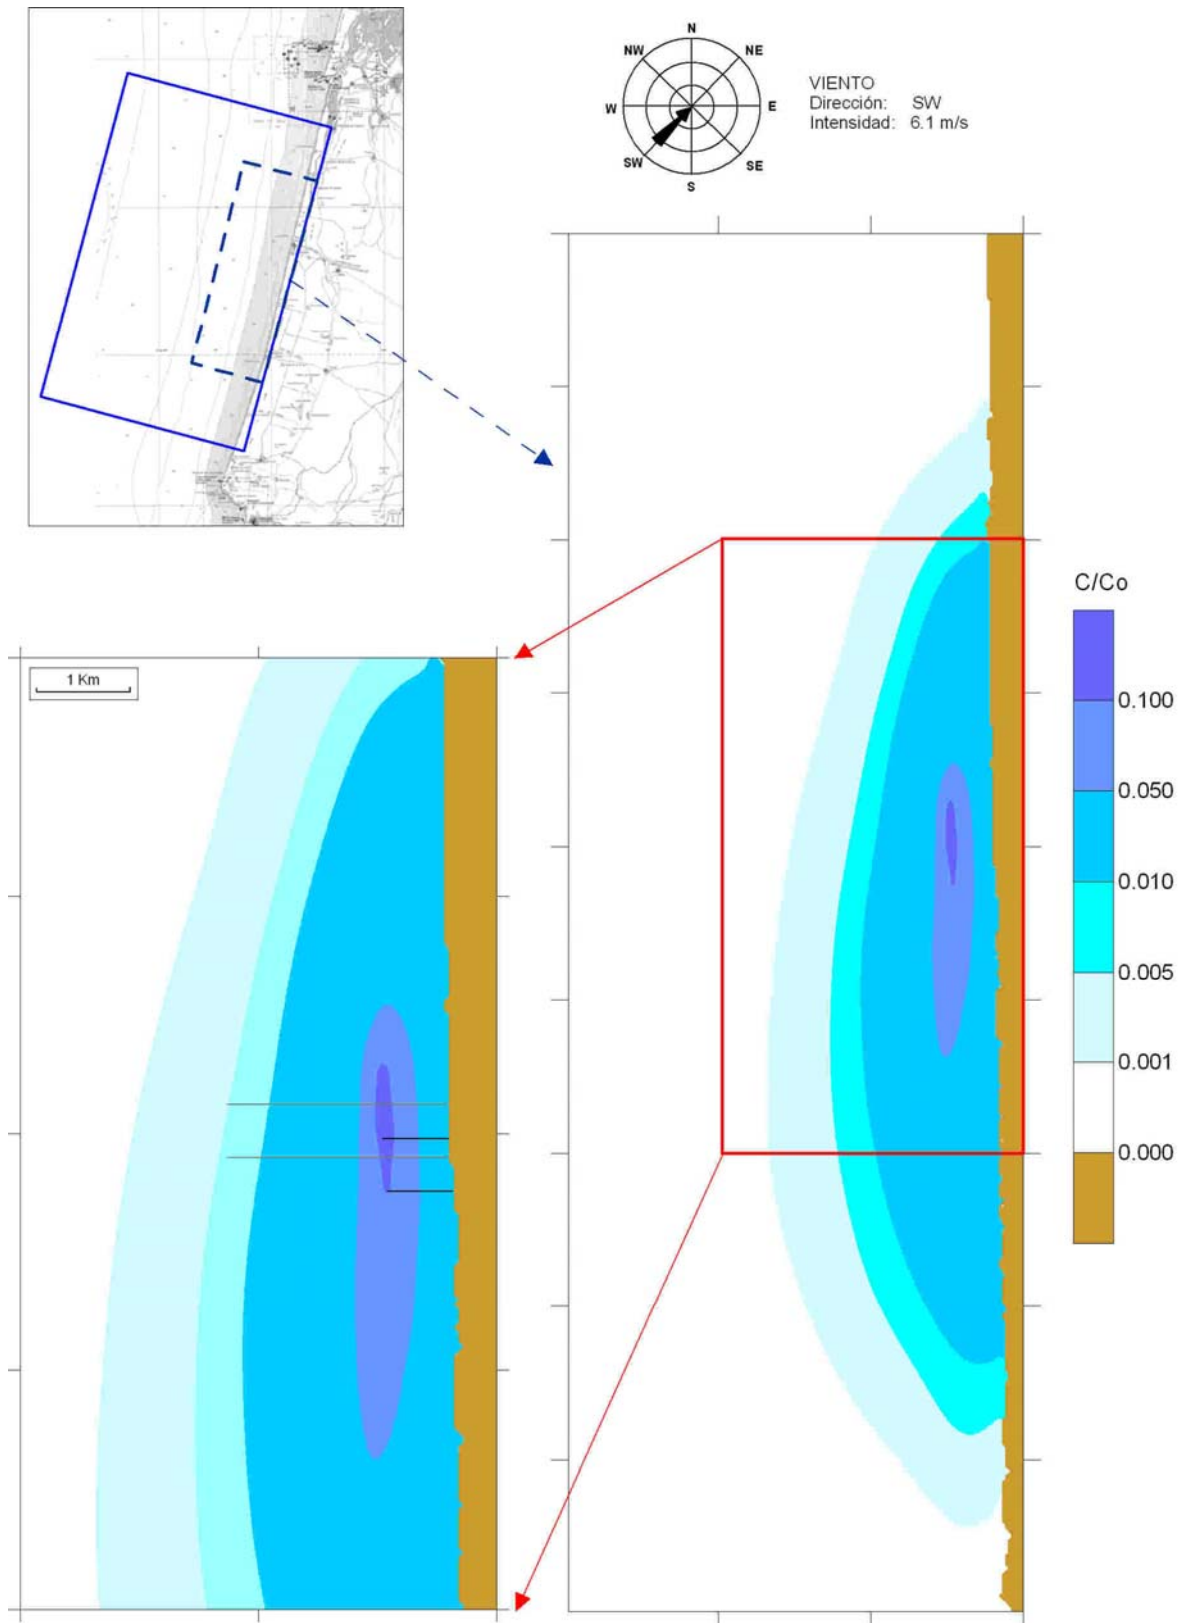 N
NW
NE
W
E
SW
SE
S
VIENTO
Dirección: SW
Intensidad: 6.1 m/s
C/Co
0.100
0.050
0.010
0.005
0.001
0.000
1 Km